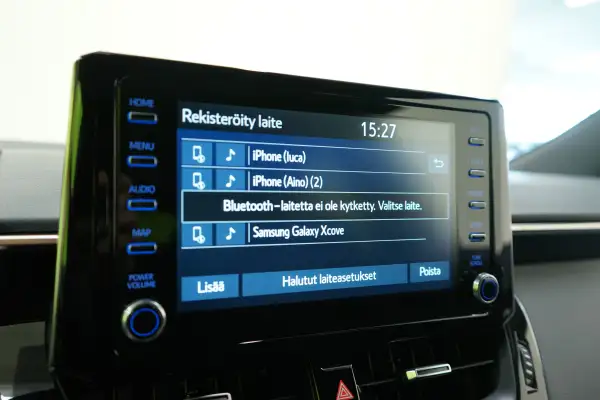 HOME
MENU
AUDIO
MAP
POWER
VOLUME
Rekisteröity laite
15:27
iPhone (luca)
iPhone (Aino) (2)
Bluetooth-laitetta ei ole kytketty. Valitse laite.
Samsung Galaxy Xcove
Lisää
Halutut laiteasetukset
Poista